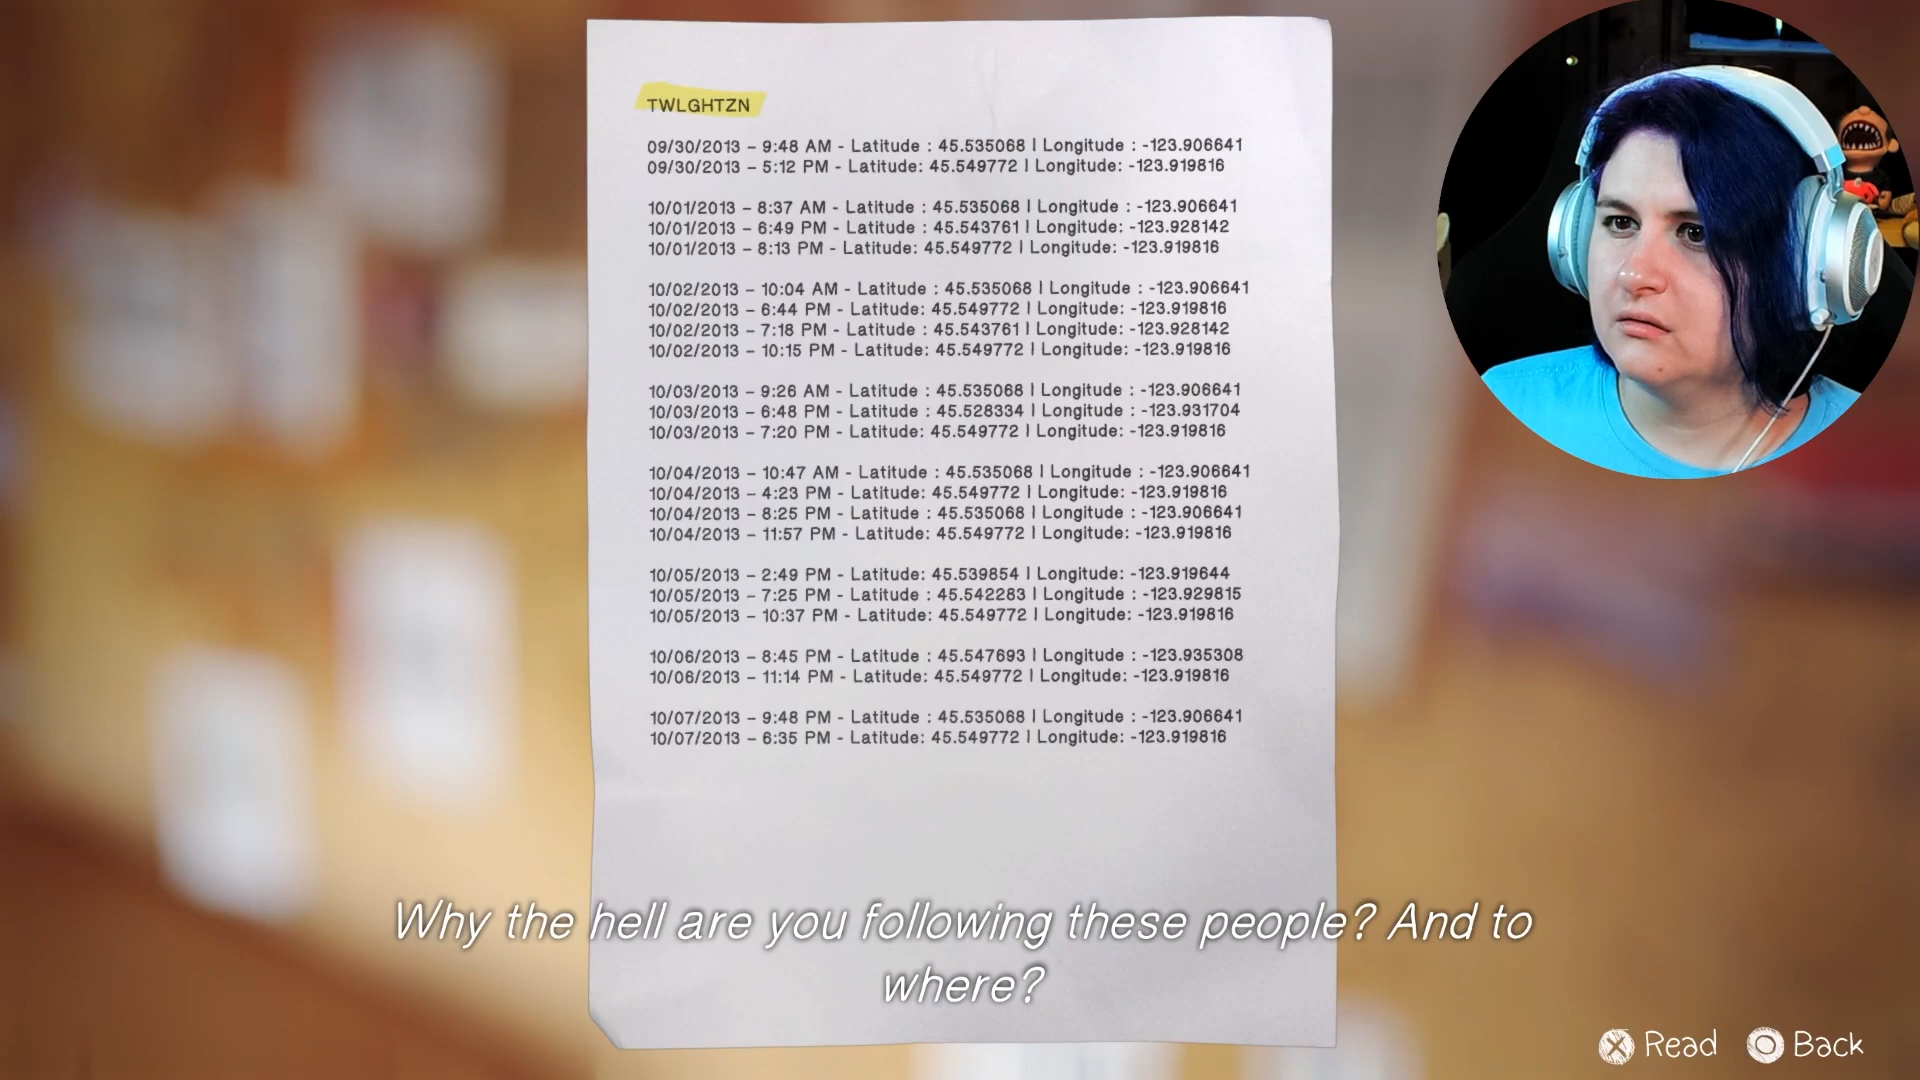 TWLGHTZN
09/30/2013 – 9:48 AM - Latitude : 45.535068 | Longitude : -123.906641
09/30/2013 – 5:12 PM - Latitude: 45.549772 | Longitude: -123.919816
10/01/2013 – 8:37 AM - Latitude : 45.535068 | Longitude : -123.906641
10/01/2013 – 6:49 PM - Latitude : 45.543761 | Longitude : -123.928142
10/01/2013 – 8:13 PM - Latitude: 45.549772 | Longitude: -123.919816
10/02/2013 – 10:04 AM - Latitude : 45.535068 | Longitude : -123.906641
10/02/2013 – 6:44 PM - Latitude: 45.549772 | Longitude: -123.919816
10/02/2013 – 7:18 PM - Latitude : 45.543761 | Longitude : -123.928142
10/02/2013 – 10:15 PM - Latitude: 45.549772 | Longitude: -123.919816
10/03/2013 – 9:26 AM - Latitude : 45.535068 | Longitude : -123.906641
10/03/2013 – 6:48 PM - Latitude : 45.528334 | Longitude : -123.931704
10/03/2013 – 7:20 PM - Latitude: 45.549772 | Longitude: -123.919816
10/04/2013 – 10:47 AM - Latitude : 45.535068 | Longitude : -123.906641
10/04/2013 – 4:23 PM - Latitude: 45.549772 | Longitude: -123.919816
10/04/2013 – 8:25 PM - Latitude : 45.535068 | Longitude : -123.906641
10/04/2013 – 11:57 PM - Latitude: 45.549772 | Longitude: -123.919816
10/05/2013 – 2:49 PM - Latitude: 45.539854 | Longitude: -123.919644
10/05/2013 – 7:25 PM - Latitude : 45.542283 | Longitude : -123.929815
10/05/2013 – 10:37 PM - Latitude: 45.549772 | Longitude: -123.919816
10/06/2013 – 8:45 PM - Latitude : 45.547693 | Longitude : -123.935308
10/06/2013 – 11:14 PM - Latitude: 45.549772 | Longitude: -123.919816
10/07/2013 – 9:48 PM - Latitude : 45.535068 | Longitude : -123.906641
10/07/2013 – 6:35 PM - Latitude: 45.549772 | Longitude: -123.919816
Why the hell are you following these people? And to
where?
Read Back